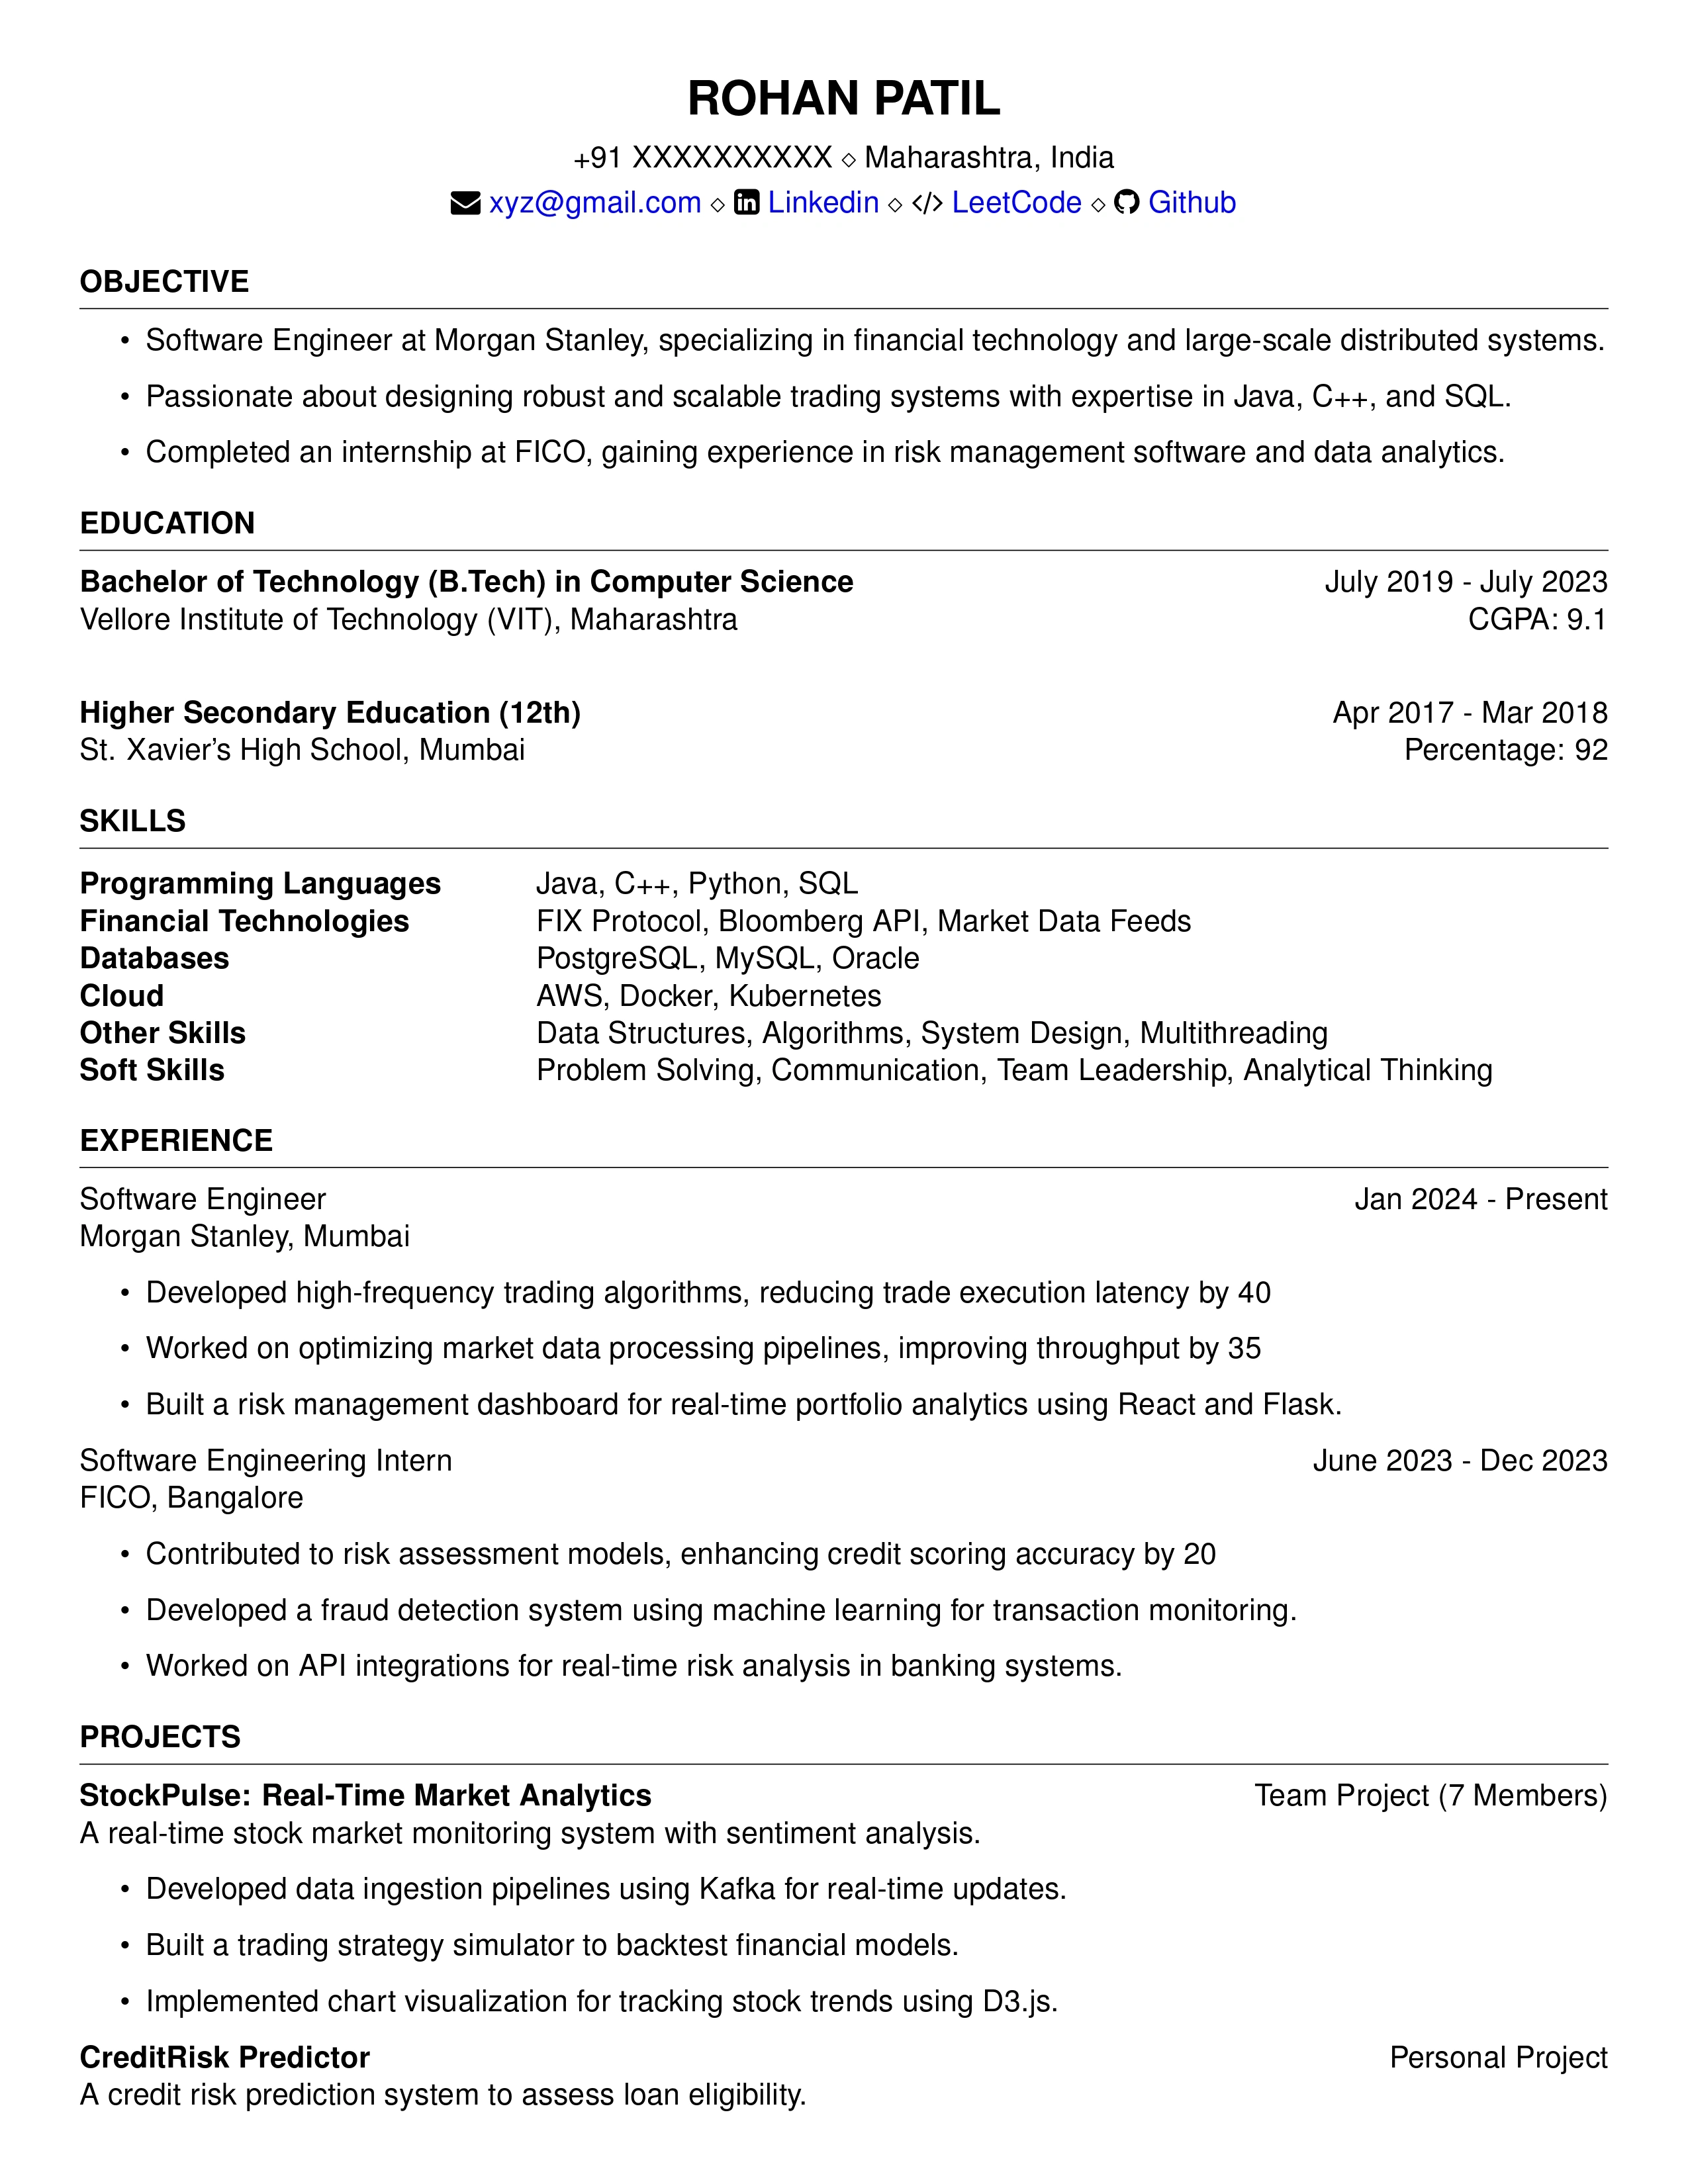 ROHAN PATIL
+91 XXXXXXXXXX ⋄ Maharashtra, India
xyz@gmail.com ⋄ Linkedin ⋄ </> LeetCode ⋄ Github
OBJECTIVE
• Software Engineer at Morgan Stanley, specializing in financial technology and large-scale distributed systems.
• Passionate about designing robust and scalable trading systems with expertise in Java, C++, and SQL.
• Completed an internship at FICO, gaining experience in risk management software and data analytics.
EDUCATION
Bachelor of Technology (B.Tech) in Computer Science July 2019 - July 2023
Vellore Institute of Technology (VIT), Maharashtra CGPA: 9.1
Higher Secondary Education (12th) Apr 2017 - Mar 2018
St. Xavier's High School, Mumbai Percentage: 92
SKILLS
Programming Languages Java, C++, Python, SQL
Financial Technologies FIX Protocol, Bloomberg API, Market Data Feeds
Databases PostgreSQL, MySQL, Oracle
Cloud AWS, Docker, Kubernetes
Other Skills Data Structures, Algorithms, System Design, Multithreading
Soft Skills Problem Solving, Communication, Team Leadership, Analytical Thinking
EXPERIENCE
Software Engineer Jan 2024 - Present
Morgan Stanley, Mumbai
• Developed high-frequency trading algorithms, reducing trade execution latency by 40
• Worked on optimizing market data processing pipelines, improving throughput by 35
• Built a risk management dashboard for real-time portfolio analytics using React and Flask.
Software Engineering Intern June 2023 - Dec 2023
FICO, Bangalore
• Contributed to risk assessment models, enhancing credit scoring accuracy by 20
• Developed a fraud detection system using machine learning for transaction monitoring.
• Worked on API integrations for real-time risk analysis in banking systems.
PROJECTS
StockPulse: Real-Time Market Analytics Team Project (7 Members)
A real-time stock market monitoring system with sentiment analysis.
• Developed data ingestion pipelines using Kafka for real-time updates.
• Built a trading strategy simulator to backtest financial models.
• Implemented chart visualization for tracking stock trends using D3.js.
CreditRisk Predictor Personal Project
A credit risk prediction system to assess loan eligibility.